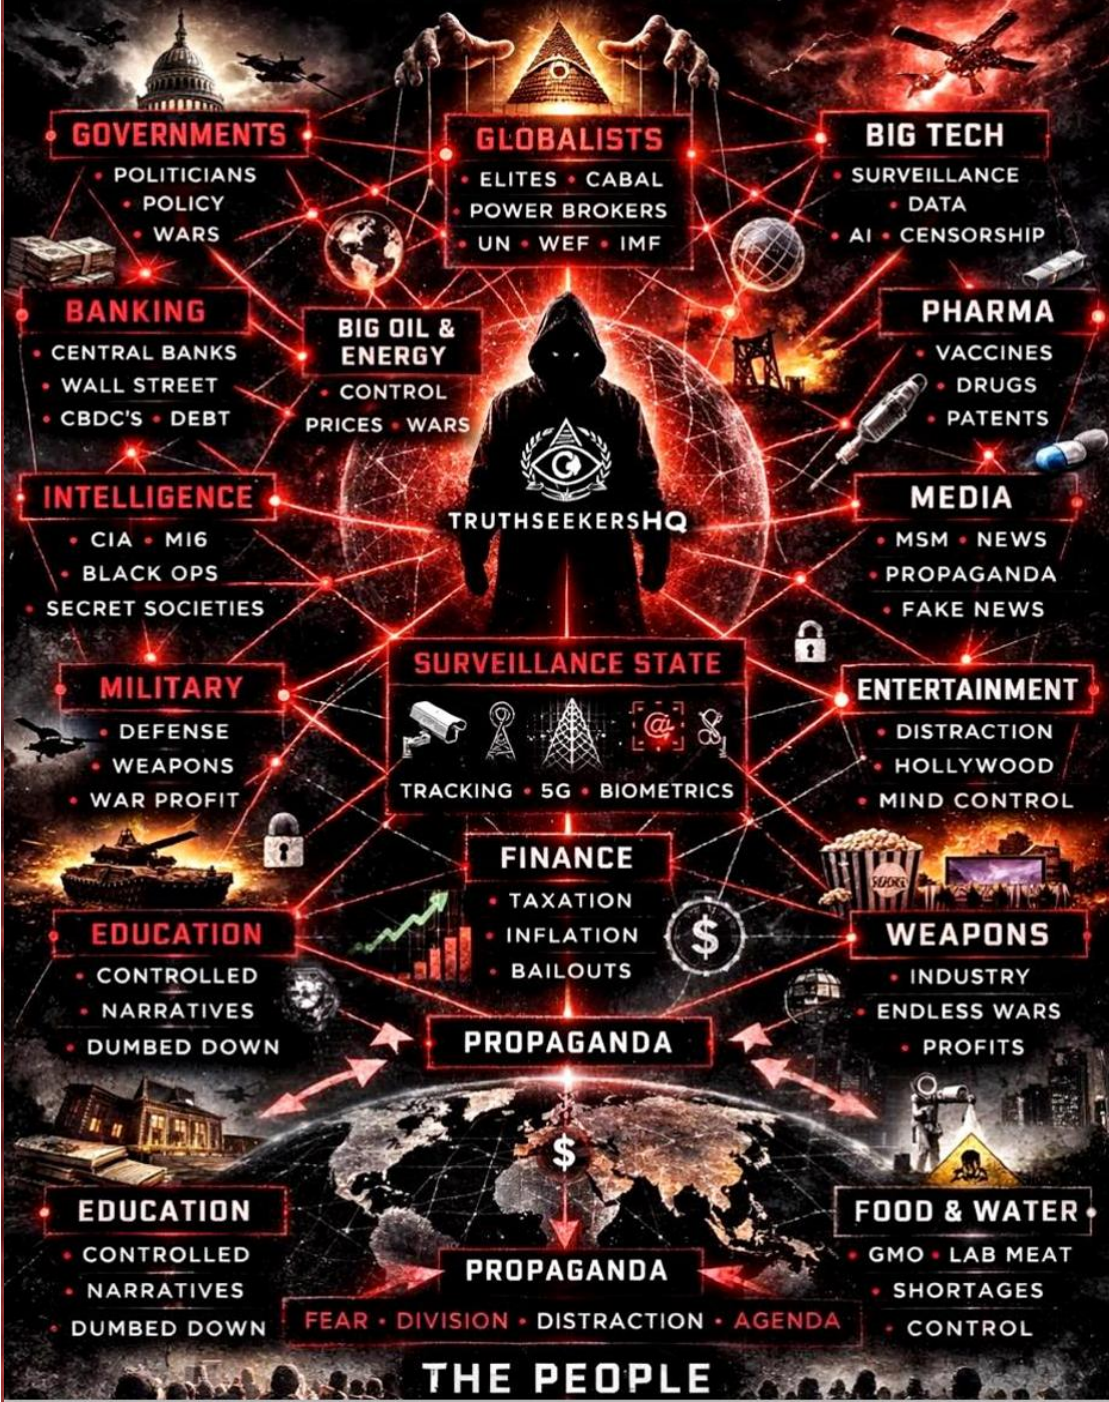 GOVERNMENTS
• POLITICIANS
• POLICY
• WARS
GLOBALISTS
• ELITES • CABAL
POWER BROKERS
• UN • WEF • IMF
BIG TECH
• SURVEILLANCE
• DATA
• AI • CENSORSHIP
BANKING
• CENTRAL BANKS
• WALL STREET
• CBDC'S • DEBT
BIG OIL &
ENERGY
• CONTROL
PRICES • WARS
PHARMA
• VACCINES
• DRUGS
• PATENTS
TRUTHSEEKERSHQ
INTELLIGENCE
• CIA • MI6
• BLACK OPS
• SECRET SOCIETIES
MEDIA
• MSM • NEWS
• PROPAGANDA
• FAKE NEWS
SURVEILLANCE STATE
@
TRACKING • 5G • BIOMETRICS
MILITARY
• DEFENSE
• WEAPONS
• WAR PROFIT
ENTERTAINMENT
• DISTRACTION
• HOLLYWOOD
• MIND CONTROL
FINANCE
• TAXATION
• INFLATION
• BAILOUTS
$
EDUCATION
• CONTROLLED
• NARRATIVES
• DUMBED DOWN
WEAPONS
• INDUSTRY
• ENDLESS WARS
• PROFITS
PROPAGANDA
$
EDUCATION
• CONTROLLED
• NARRATIVES
• DUMBED DOWN
FOOD & WATER
• GMO • LAB MEAT
• SHORTAGES
• CONTROL
PROPAGANDA
FEAR • DIVISION • DISTRACTION • AGENDA
THE PEOPLE